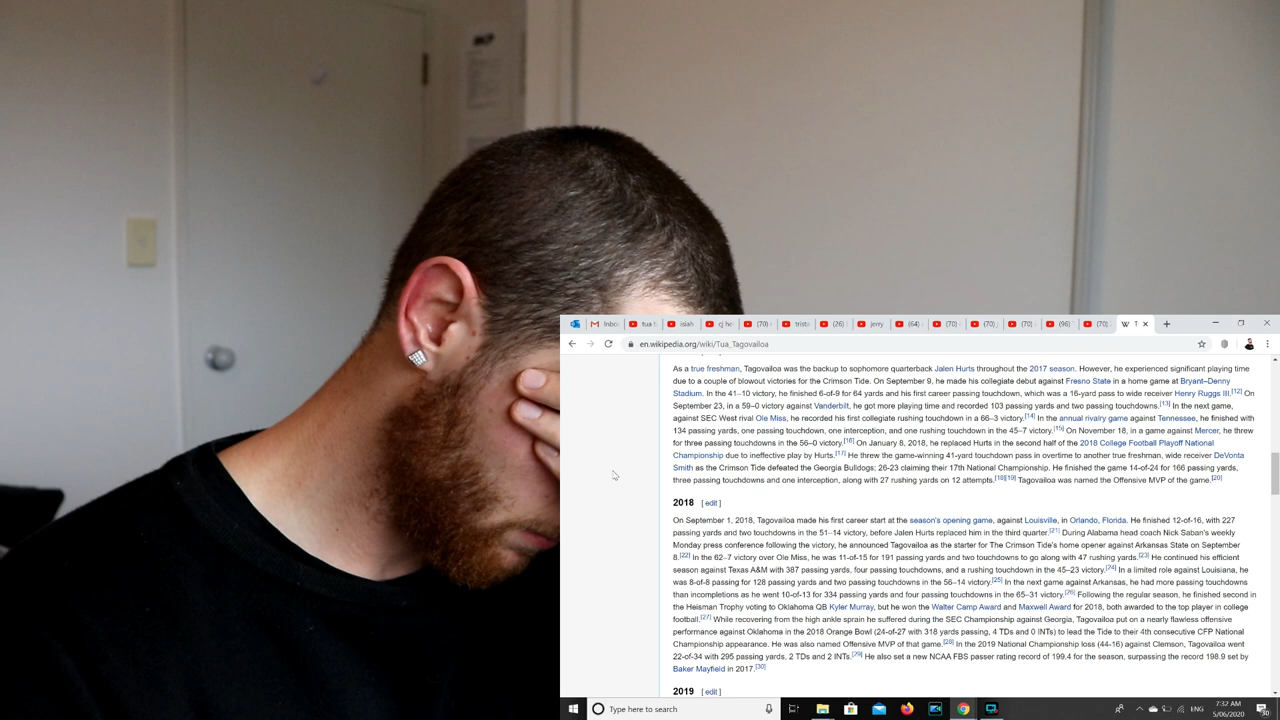 Inbo
tua t
isiah
cj he
(70)
trista
(26)
jerry
(64)
(70)
(70)
(70)
(96)
(70)
W T
en.wikipedia.org/wiki/Tua_Tagovailoa
As a true freshman, Tagovailoa was the backup to sophomore quarterback Jalen Hurts throughout the 2017 season. However, he experienced significant playing time
due to a couple of blowout victories for the Crimson Tide. On September 9, he made his collegiate debut against Fresno State in a home game at Bryant–Denny
Stadium. In the 41–10 victory, he finished 6-of-9 for 64 yards and his first career passing touchdown, which was a 16-yard pass to wide receiver Henry Ruggs III.[12] On
September 23, in a 59–0 victory against Vanderbilt, he got more playing time and recorded 103 passing yards and two passing touchdowns.[13] In the next game,
against SEC West rival Ole Miss, he recorded his first collegiate rushing touchdown in a 66–3 victory.[14] In the annual rivalry game against Tennessee, he finished with
134 passing yards, one passing touchdown, one interception, and one rushing touchdown in the 45–7 victory.[15] On November 18, in a game against Mercer, he threw
for three passing touchdowns in the 56–0 victory.[16] On January 8, 2018, he replaced Hurts in the second half of the 2018 College Football Playoff National
Championship due to ineffective play by Hurts.[17] He threw the game-winning 41-yard touchdown pass in overtime to another true freshman, wide receiver DeVonta
Smith as the Crimson Tide defeated the Georgia Bulldogs; 26-23 claiming their 17th National Championship. He finished the game 14-of-24 for 166 passing yards,
three passing touchdowns and one interception, along with 27 rushing yards on 12 attempts.[18][19] Tagovailoa was named the Offensive MVP of the game.[20]
2018 [ edit ]
On September 1, 2018, Tagovailoa made his first career start at the season's opening game, against Louisville, in Orlando, Florida. He finished 12-of-16, with 227
passing yards and two touchdowns in the 51–14 victory, before Jalen Hurts replaced him in the third quarter.[21] During Alabama head coach Nick Saban's weekly
Monday press conference following the victory, he announced Tagovailoa as the starter for The Crimson Tide's home opener against Arkansas State on September
8.[22] In the 62–7 victory over Ole Miss, he was 11-of-15 for 191 passing yards and two touchdowns to go along with 47 rushing yards.[23] He continued his efficient
season against Texas A&M with 387 passing yards, four passing touchdowns, and a rushing touchdown in the 45–23 victory.[24] In a limited role against Louisiana, he
was 8-of-8 for 128 passing yards and two passing touchdowns in the 56–14 victory.[25] In the next game against Arkansas, he had more passing touchdowns
than incompletions as he went 10-of-13 for 334 passing yards and four passing touchdowns in the 65–31 victory.[26] Following the regular season, he finished second in
the Heisman Trophy voting to Oklahoma QB Kyler Murray, but he won the Walter Camp Award and Maxwell Award for 2018, both awarded to the top player in college
football.[27] While recovering from the high ankle sprain he suffered during the SEC Championship against Georgia, Tagovailoa put on a nearly flawless offensive
performance against Oklahoma in the 2018 Orange Bowl (24-of-27 with 318 yards passing, 4 TDs and 0 INTs) to lead the Tide to their 4th consecutive CFP National
Championship appearance. He was also named Offensive MVP of that game.[28] In the 2019 National Championship loss (44-16) against Clemson, Tagovailoa went
22-of-34 with 295 passing yards, 2 TDs and 2 INTs.[29] He also set a new NCAA FBS passer rating record of 199.4 for the season, surpassing the record 198.9 set by
Baker Mayfield in 2017.[30]
2019 [ edit ]
Type here to search
ENG
7:32 AM
5/06/2020